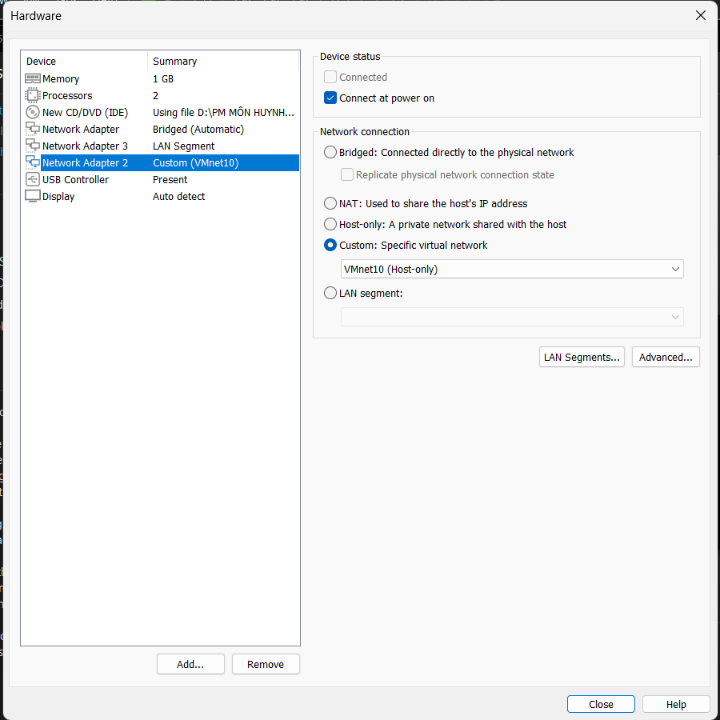 Hardware
Device Summary
Memory 1 GB
Processors 2
New CD/DVD (IDE) Using file D:\PM MÔN HUYNH...
Network Adapter Bridged (Automatic)
Network Adapter 3 LAN Segment
Network Adapter 2 Custom (VMnet10)
USB Controller Present
Display Auto detect
Add... Remove
Device status
Connected
Connect at power on
Network connection
Bridged: Connected directly to the physical network
Replicate physical network connection state
NAT: Used to share the host's IP address
Host-only: A private network shared with the host
Custom: Specific virtual network
VMnet10 (Host-only)
LAN segment:
LAN Segments... Advanced...
Close Help